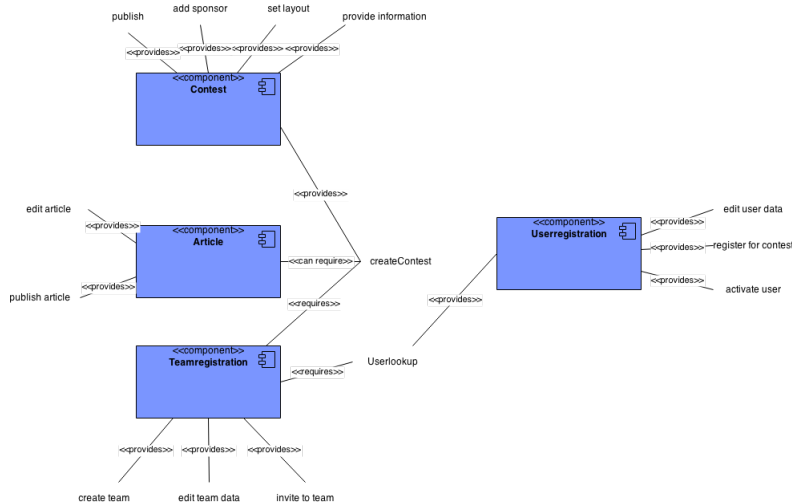 publish
add sponsor
set layout
provide information
<<provides>>
<<provides>>
<<provides>>
<<provides>>
<<component>>
Contest
<<provides>>
edit article
<<provides>>
<<component>>
Article
<<can require>>
createContest
publish article
<<provides>>
<<requires>>
<<component>>
Userregistration
edit user data
<<provides>>
register for contest
<<provides>>
<<provides>>
activate user
<<provides>>
<<component>>
Teamregistration
Userlookup
<<requires>>
<<provides>>
<<provides>>
<<provides>>
create team
edit team data
invite to team